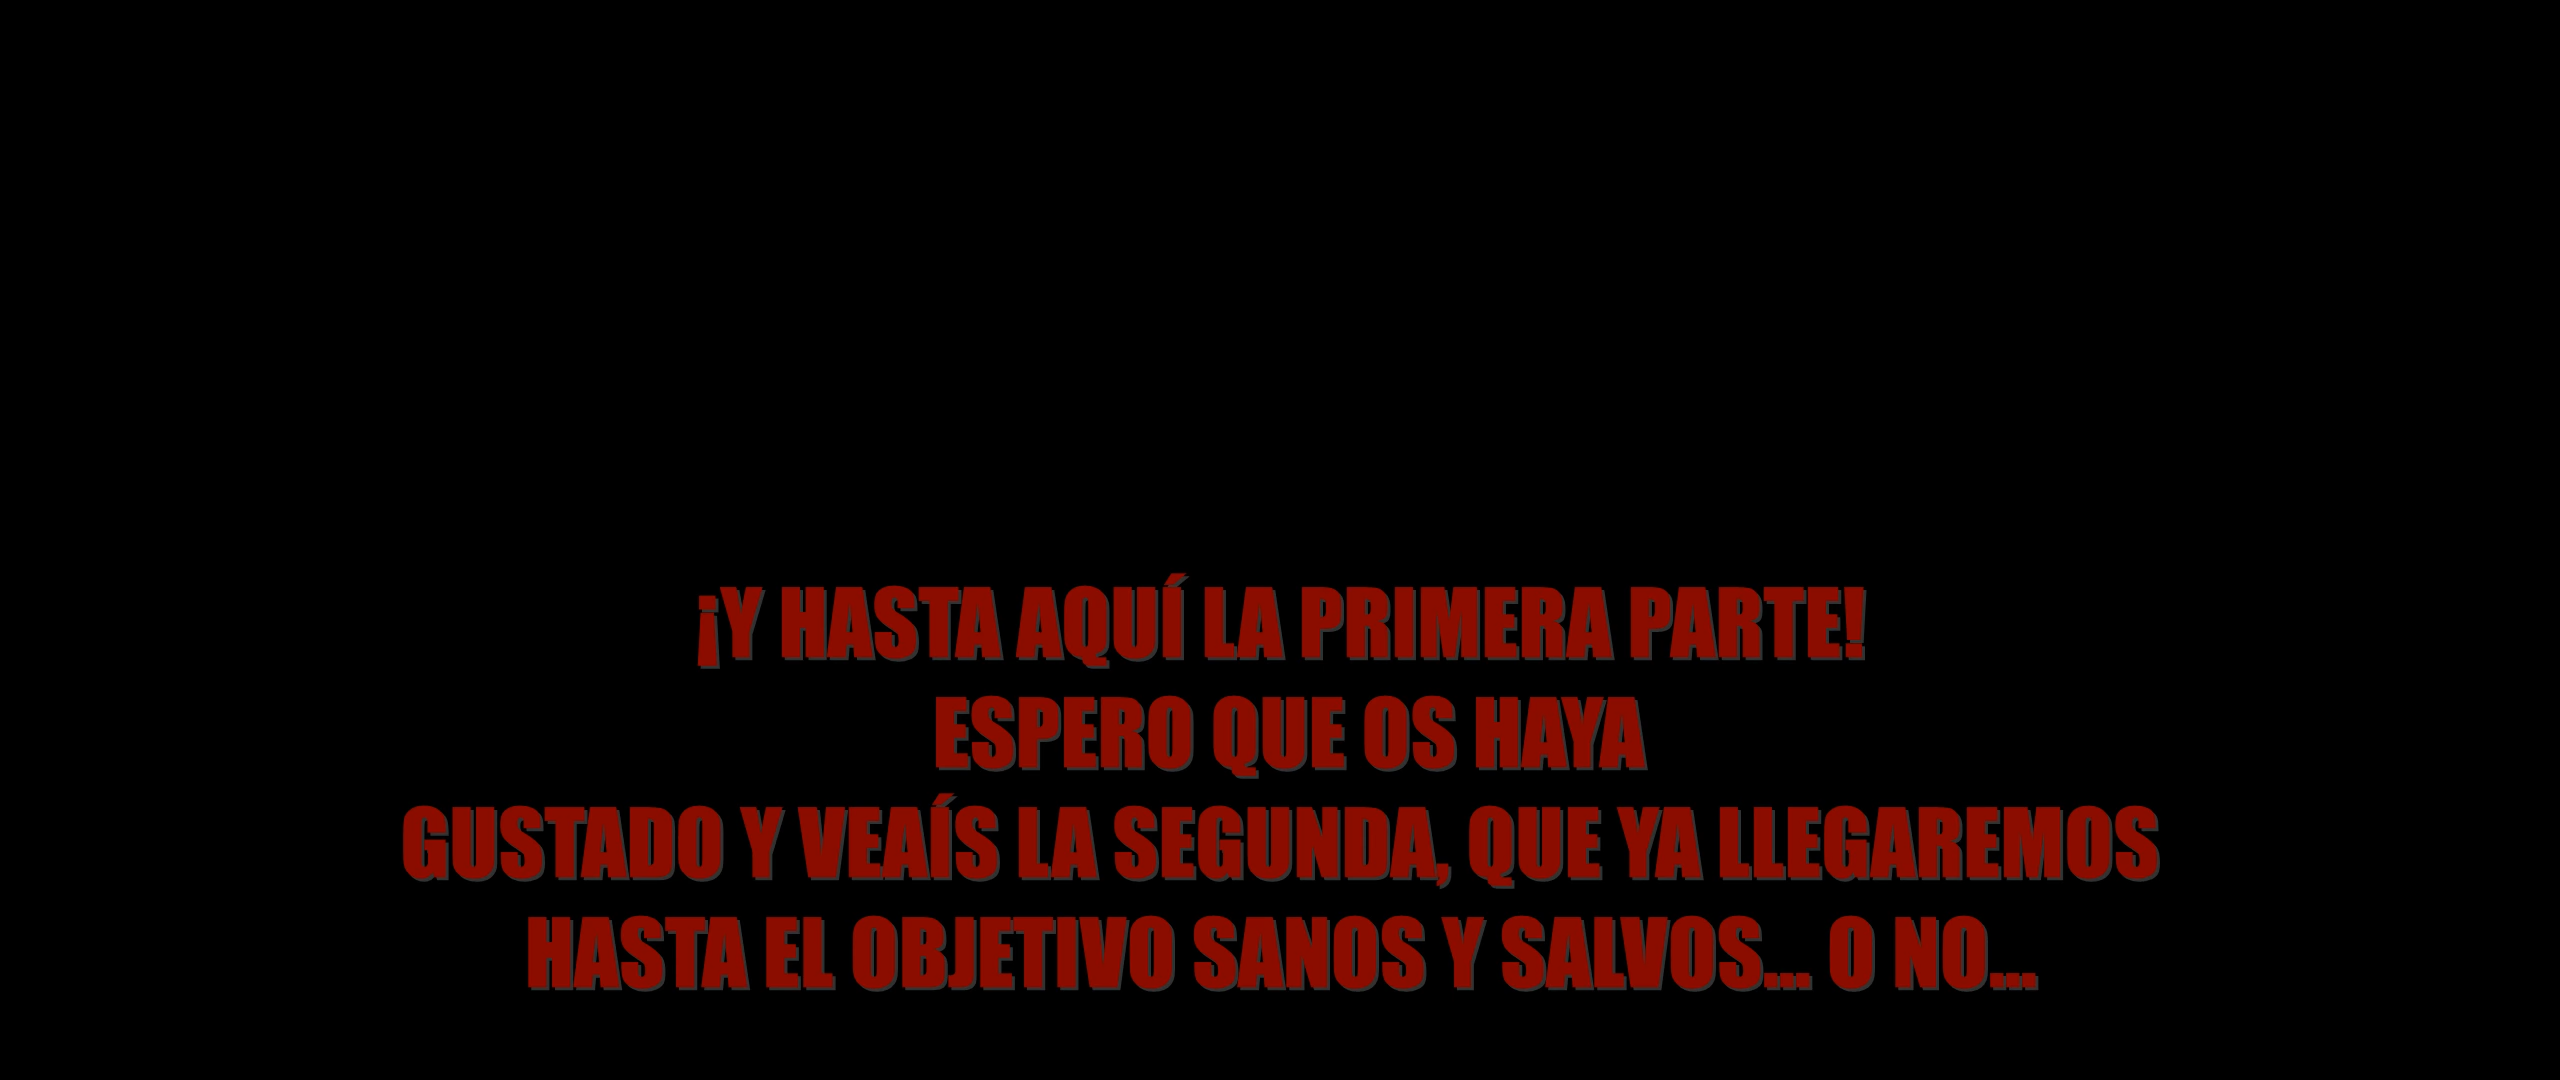 ¡Y HASTA AQUÍ LA PRIMERA PARTE!
ESPERO QUE OS HAYA
GUSTADO Y VEAÍS LA SEGUNDA, QUE YA LLEGAREMOS
HASTA EL OBJETIVO SANOS Y SALVOS... O NO...